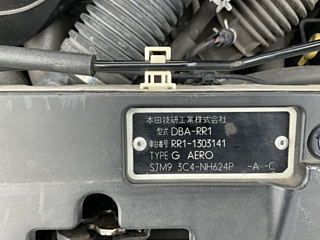 本田技研工業株式会社
型式 DBA-RR1
車台番号 RR1-1303141
TYPE G AERO
SJM9 3C4-NH624P -A -C